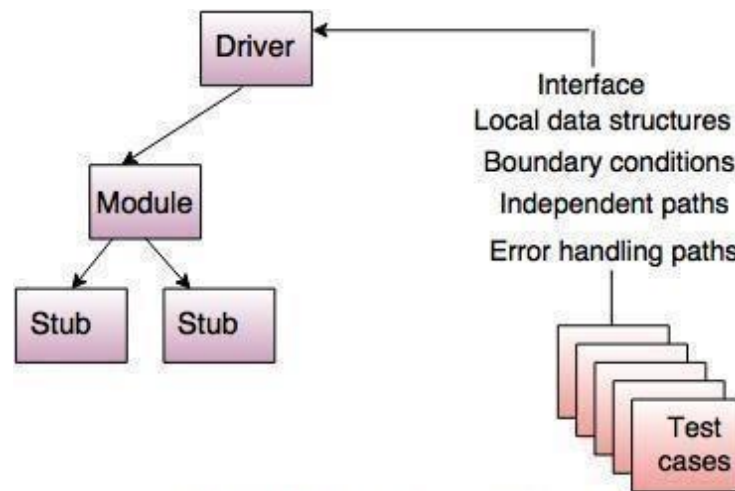 Driver
Interface
Local data structures
Boundary conditions
Independent paths
Error handling paths
Module
Stub
Stub
Test
cases